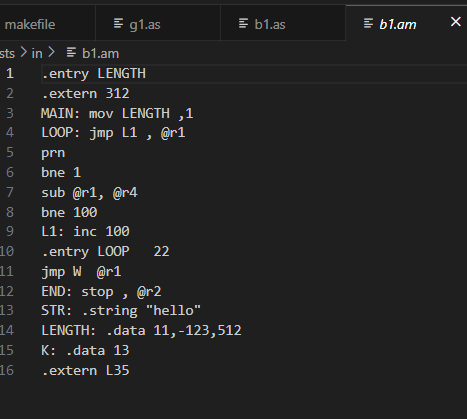 makefile g1.as b1.as b1.am
sts > in > b1.am
1 .entry LENGTH
2 .extern 312
3 MAIN: mov LENGTH ,1
4 LOOP: jmp L1 , @r1
5 prn
6 bne 1
7 sub @r1, @r4
8 bne 100
9 L1: inc 100
10 .entry LOOP   22
11 jmp W  @r1
12 END: stop , @r2
13 STR: .string "hello"
14 LENGTH: .data 11,-123,512
15 K: .data 13
16 .extern L35